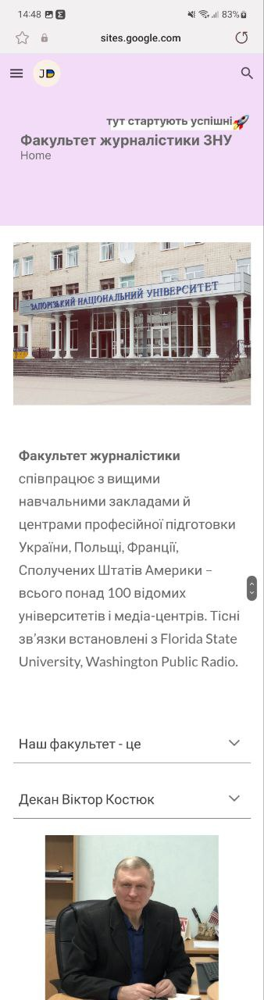 14:48 83%
sites.google.com
JD
тут стартують успішні🚀
Факультет журналістики ЗНУ
Home
ЗАПОРІЗЬКИЙ НАЦІОНАЛЬНИЙ УНІВЕРСИТЕТ
Факультет журналістики
співпрацює з вищими
навчальними закладами й
центрами професійної підготовки
України, Польщі, Франції,
Сполучених Штатів Америки –
всього понад 100 відомих
університетів і медіа-центрів. Тісні
зв’язки встановлені з Florida State
University, Washington Public Radio.
Наш факультет - це
Декан Віктор Костюк